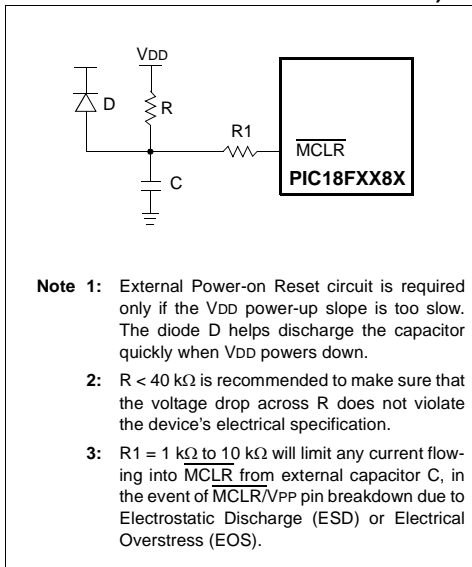 VDD
D
R
R1
MCLR
C
PIC18FXX8X
Note 1: External Power-on Reset circuit is required
only if the VDD power-up slope is too slow.
The diode D helps discharge the capacitor
quickly when VDD powers down.
2: R < 40 kΩ is recommended to make sure that
the voltage drop across R does not violate
the device's electrical specification.
3: R1 = 1 kΩ to 10 kΩ will limit any current flow-
ing into MCLR from external capacitor C, in
the event of MCLR/VPP pin breakdown due to
Electrostatic Discharge (ESD) or Electrical
Overstress (EOS).